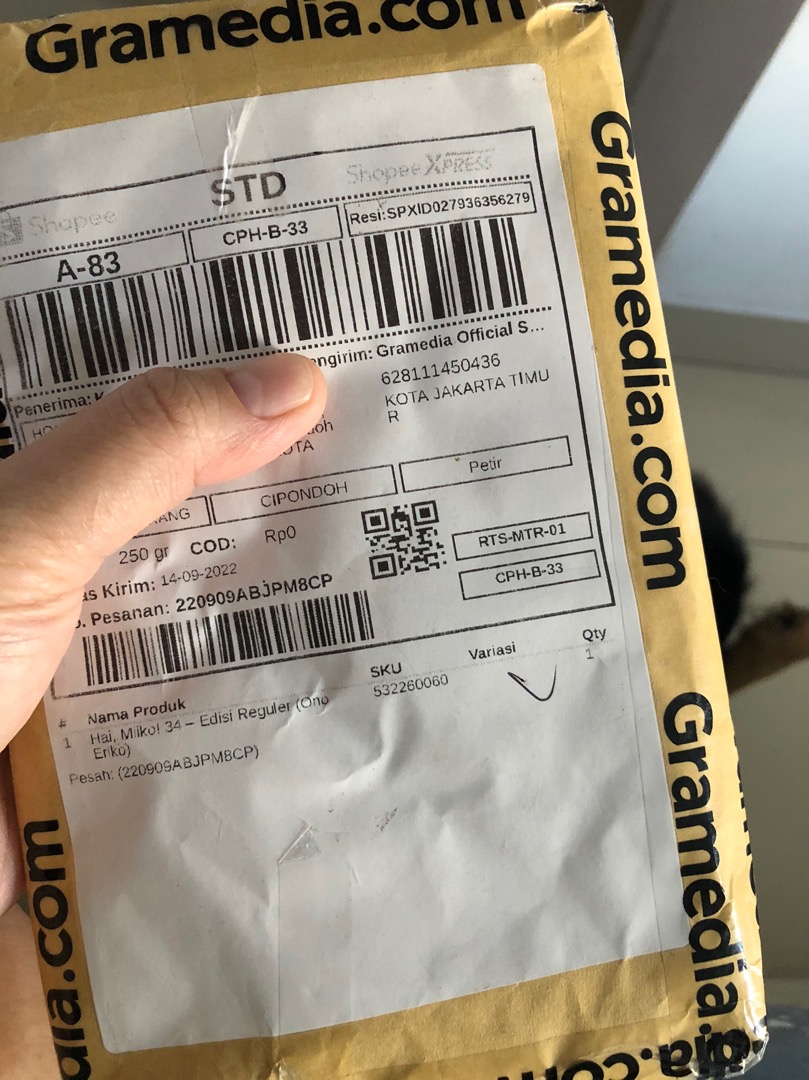 Gramedia.com
Shopee
STD
Shopee XPRESS
A-83
CPH-B-33
Resi:SPXID027936356279
Penerima:
engirim: Gramedia Official S...
628111450436
KOTA JAKARTA TIMU
R
CIPONDOH
Petir
250 gr
COD:
Rp0
RTS-MTR-01
CPH-B-33
as Kirim: 14-09-2022
. Pesanan: 220909ABJPM8CP
# Nama Produk SKU Variasi Qty
1 Hai, Miiko! 34 – Edisi Reguler (Ono 532260060 1
Eriko)
Pesan: (220909ABJPM8CP)
Gramedia.com
Gramedia.
dia.com
gia.com